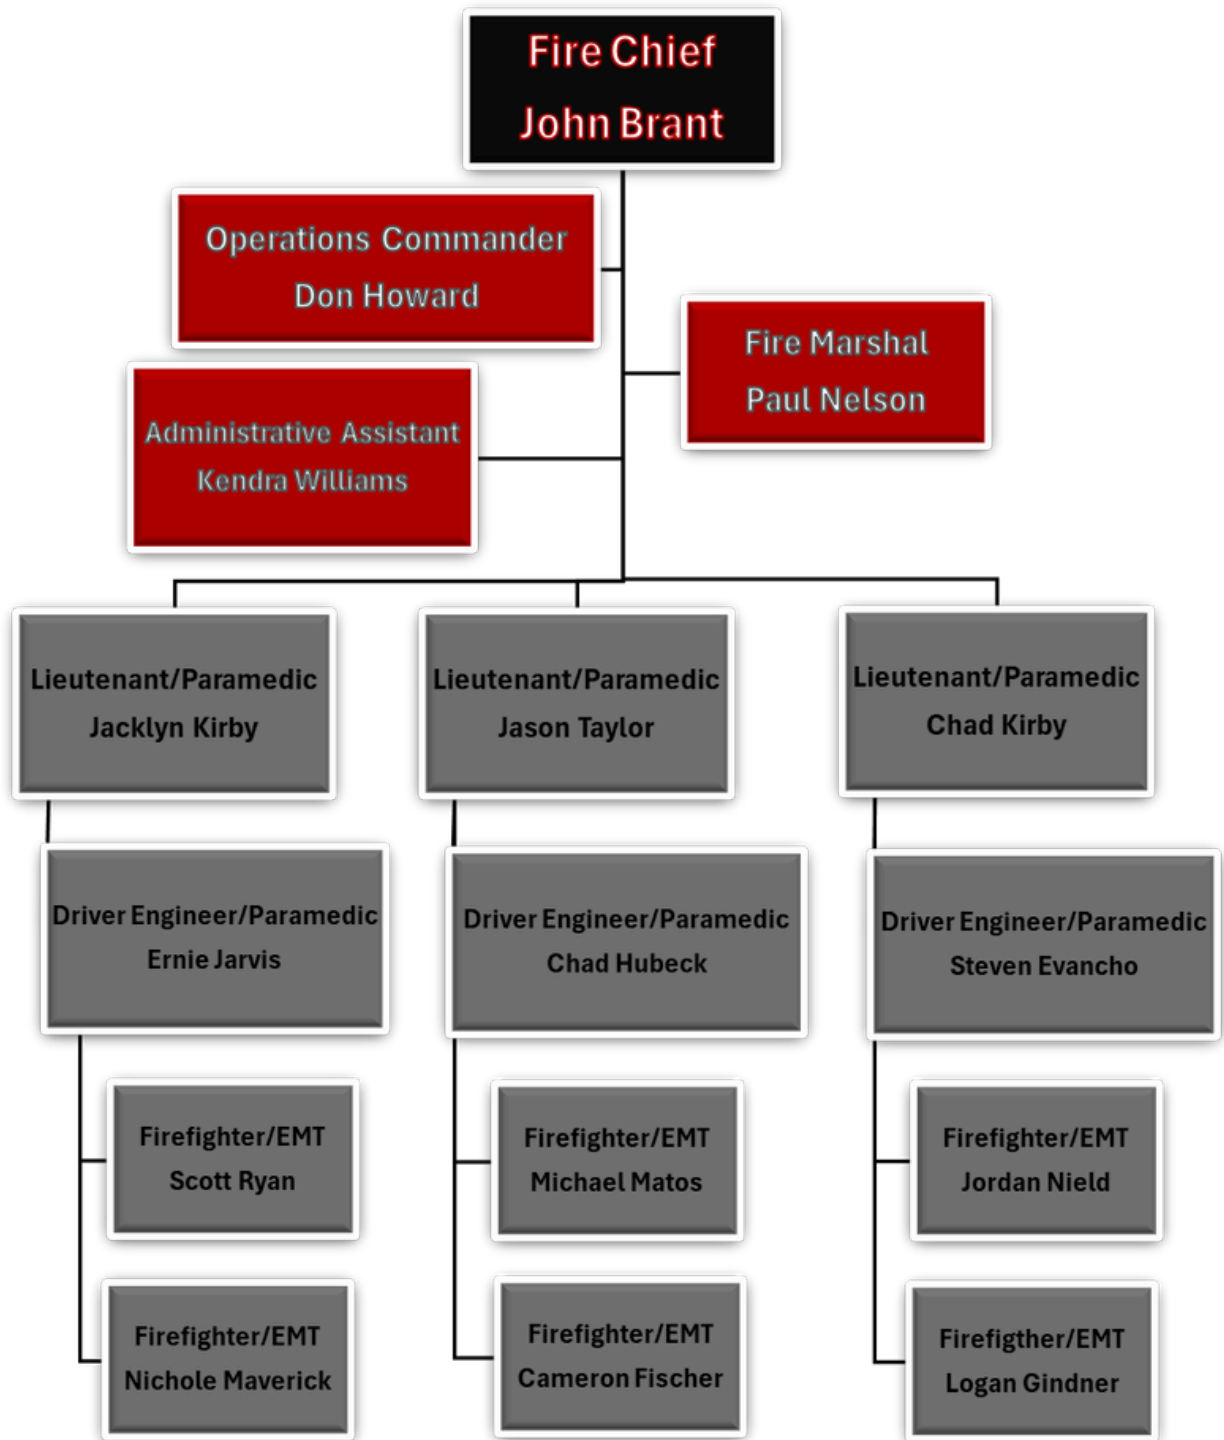 Fire Chief
John Brant
Operations Commander
Don Howard
Fire Marshal
Paul Nelson
Administrative Assistant
Kendra Williams
Lieutenant/Paramedic
Jacklyn Kirby
Lieutenant/Paramedic
Jason Taylor
Lieutenant/Paramedic
Chad Kirby
Driver Engineer/Paramedic
Ernie Jarvis
Driver Engineer/Paramedic
Chad Hubeck
Driver Engineer/Paramedic
Steven Evancho
Firefighter/EMT
Scott Ryan
Firefighter/EMT
Michael Matos
Firefighter/EMT
Jordan Nield
Firefighter/EMT
Nichole Maverick
Firefighter/EMT
Cameron Fischer
Firefigther/EMT
Logan Gindner